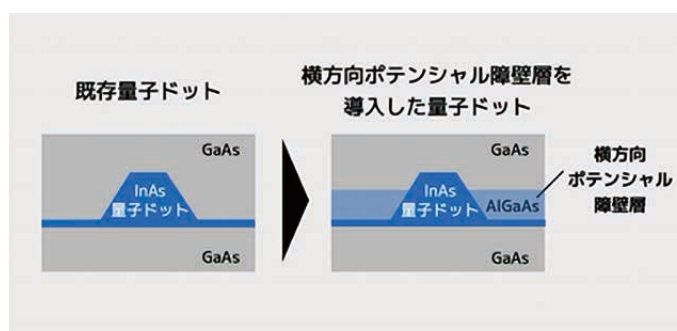 既存量子ドット
GaAs
InAs
量子ドット
GaAs
横方向ポテンシャル障壁層を
導入した量子ドット
GaAs
InAs
量子ドット
AlGaAs
GaAs
横方向
ポテンシャル
障壁層